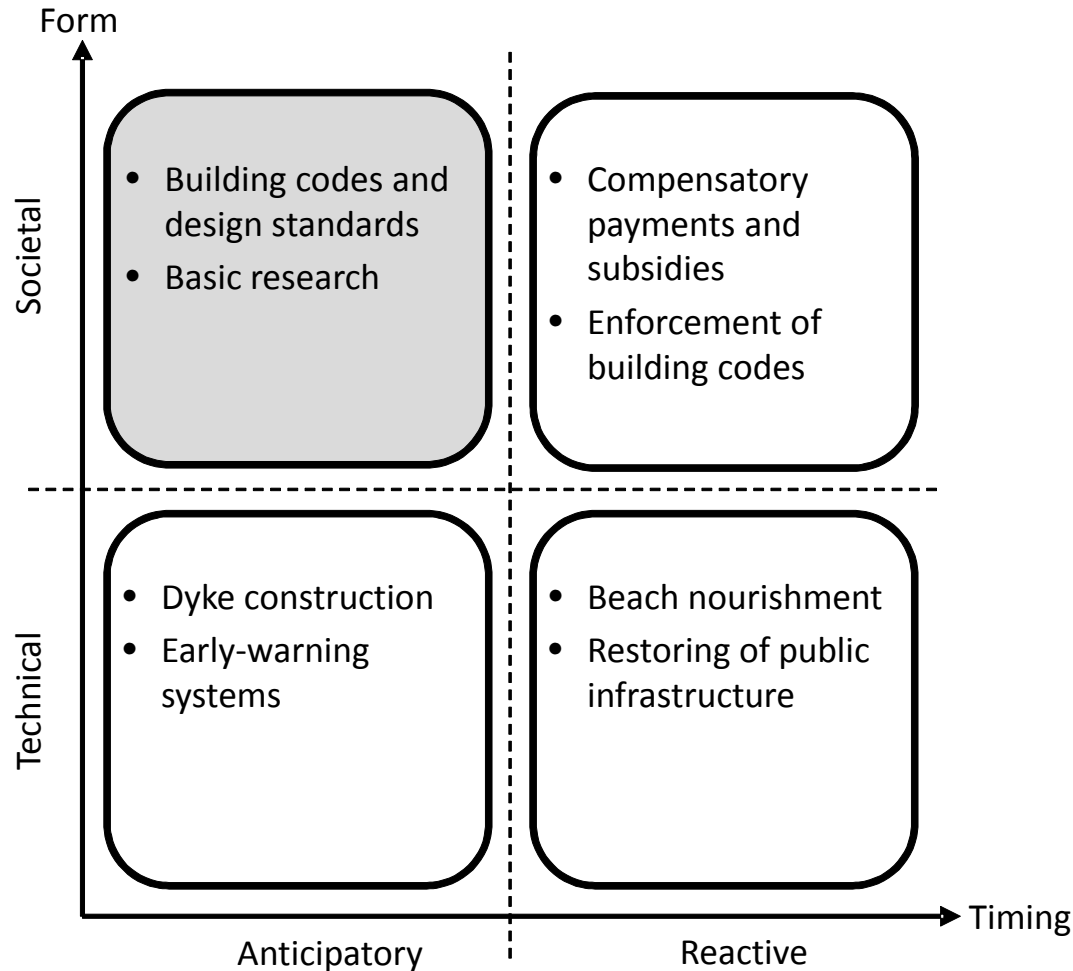 Form
Societal
• Building codes and
design standards
• Basic research
• Compensatory
payments and
subsidies
• Enforcement of
building codes
Technical
• Dyke construction
• Early-warning
systems
• Beach nourishment
• Restoring of public
infrastructure
Timing
Anticipatory
Reactive